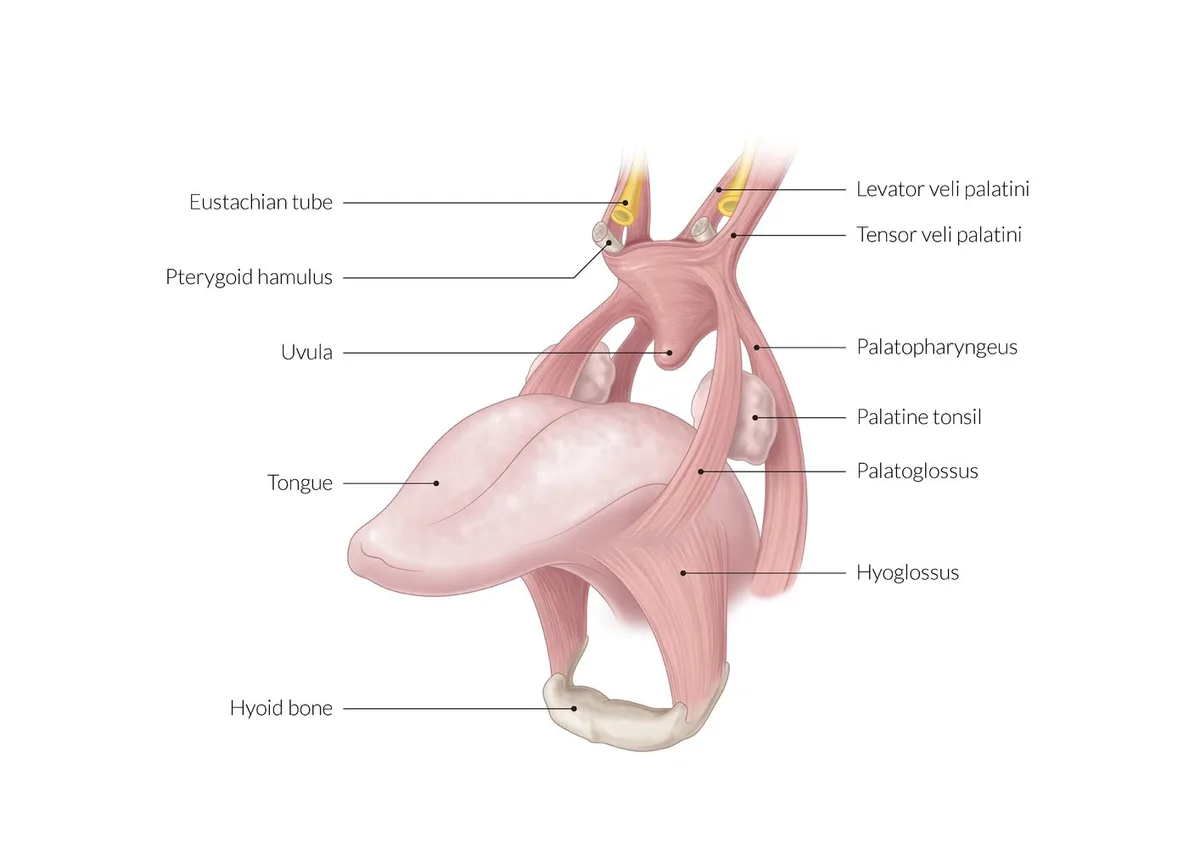 Eustachian tube
Pterygoid hamulus
Uvula
Tongue
Hyoid bone
Levator veli palatini
Tensor veli palatini
Palatopharyngeus
Palatine tonsil
Palatoglossus
Hyoglossus